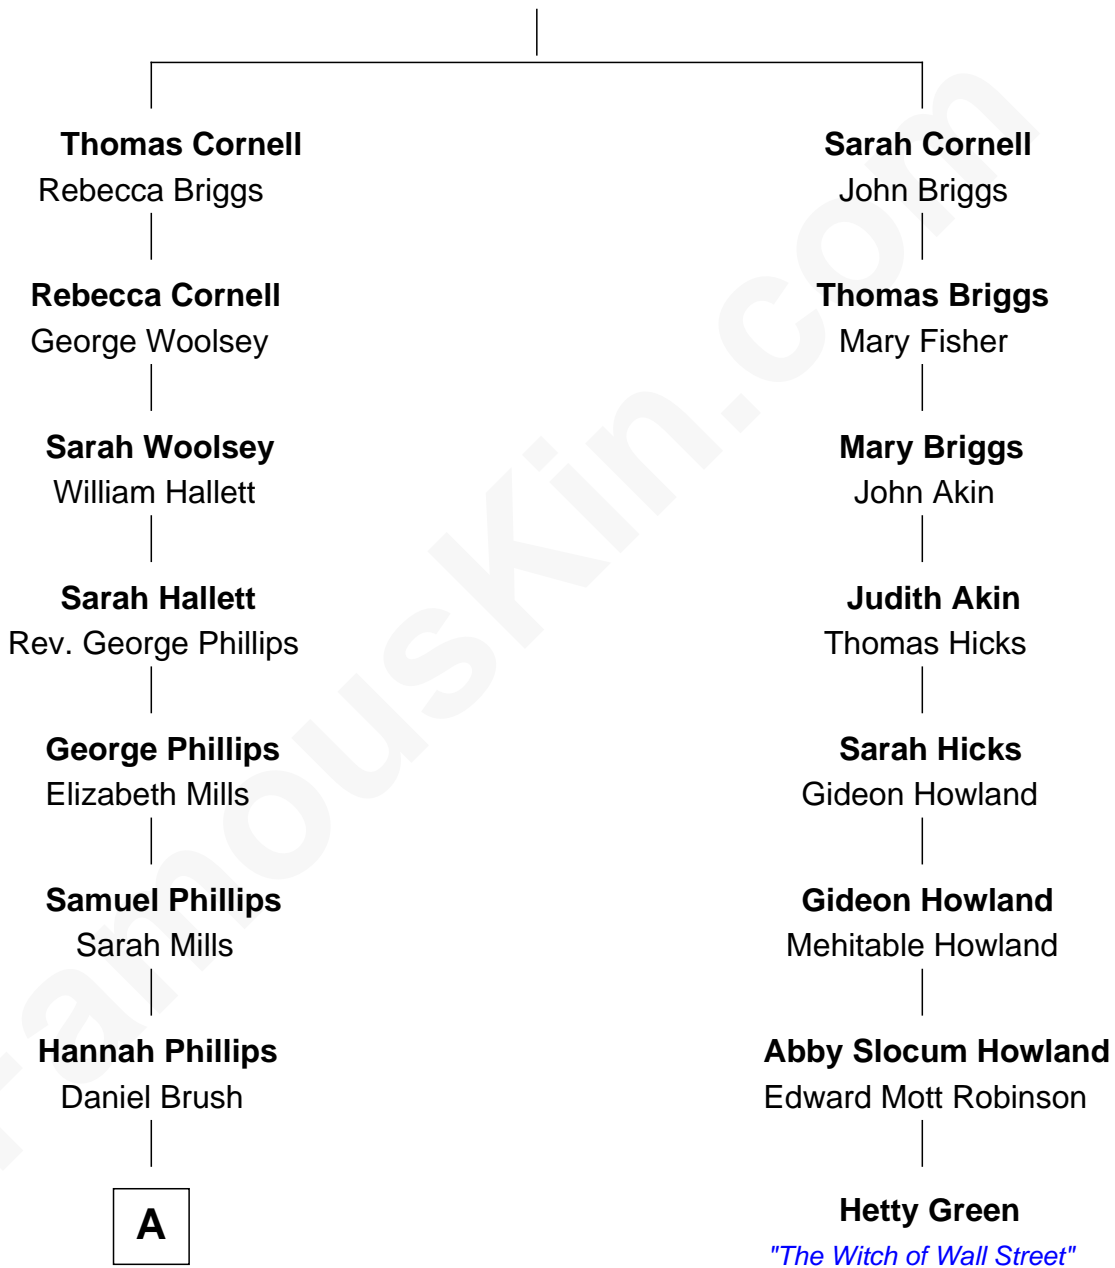 Thomas Cornell
Rebecca Briggs
Sarah Cornell
John Briggs
Rebecca Cornell
George Woolsey
Thomas Briggs
Mary Fisher
Sarah Woolsey
William Hallett
Mary Briggs
John Akin
Sarah Hallett
Rev. George Phillips
Judith Akin
Thomas Hicks
George Phillips
Elizabeth Mills
Sarah Hicks
Gideon Howland
Samuel Phillips
Sarah Mills
Gideon Howland
Mehitable Howland
Hannah Phillips
Daniel Brush
Abby Slocum Howland
Edward Mott Robinson
A
Hetty Green
"The Witch of Wall Street"
FamousKin.com